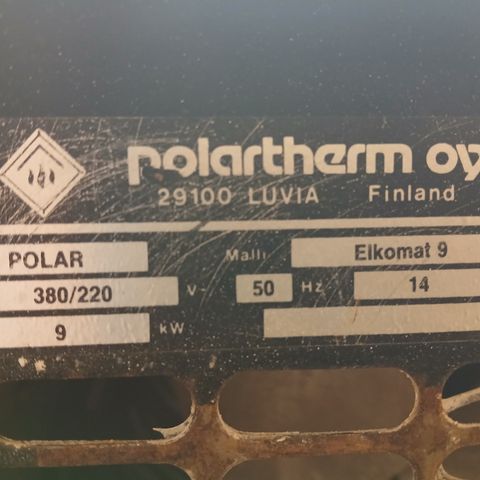 polartherm oy
29100 LUVIA Finland
POLAR Malli Elkomat 9
380/220 V~ 50 Hz 14
9 kW